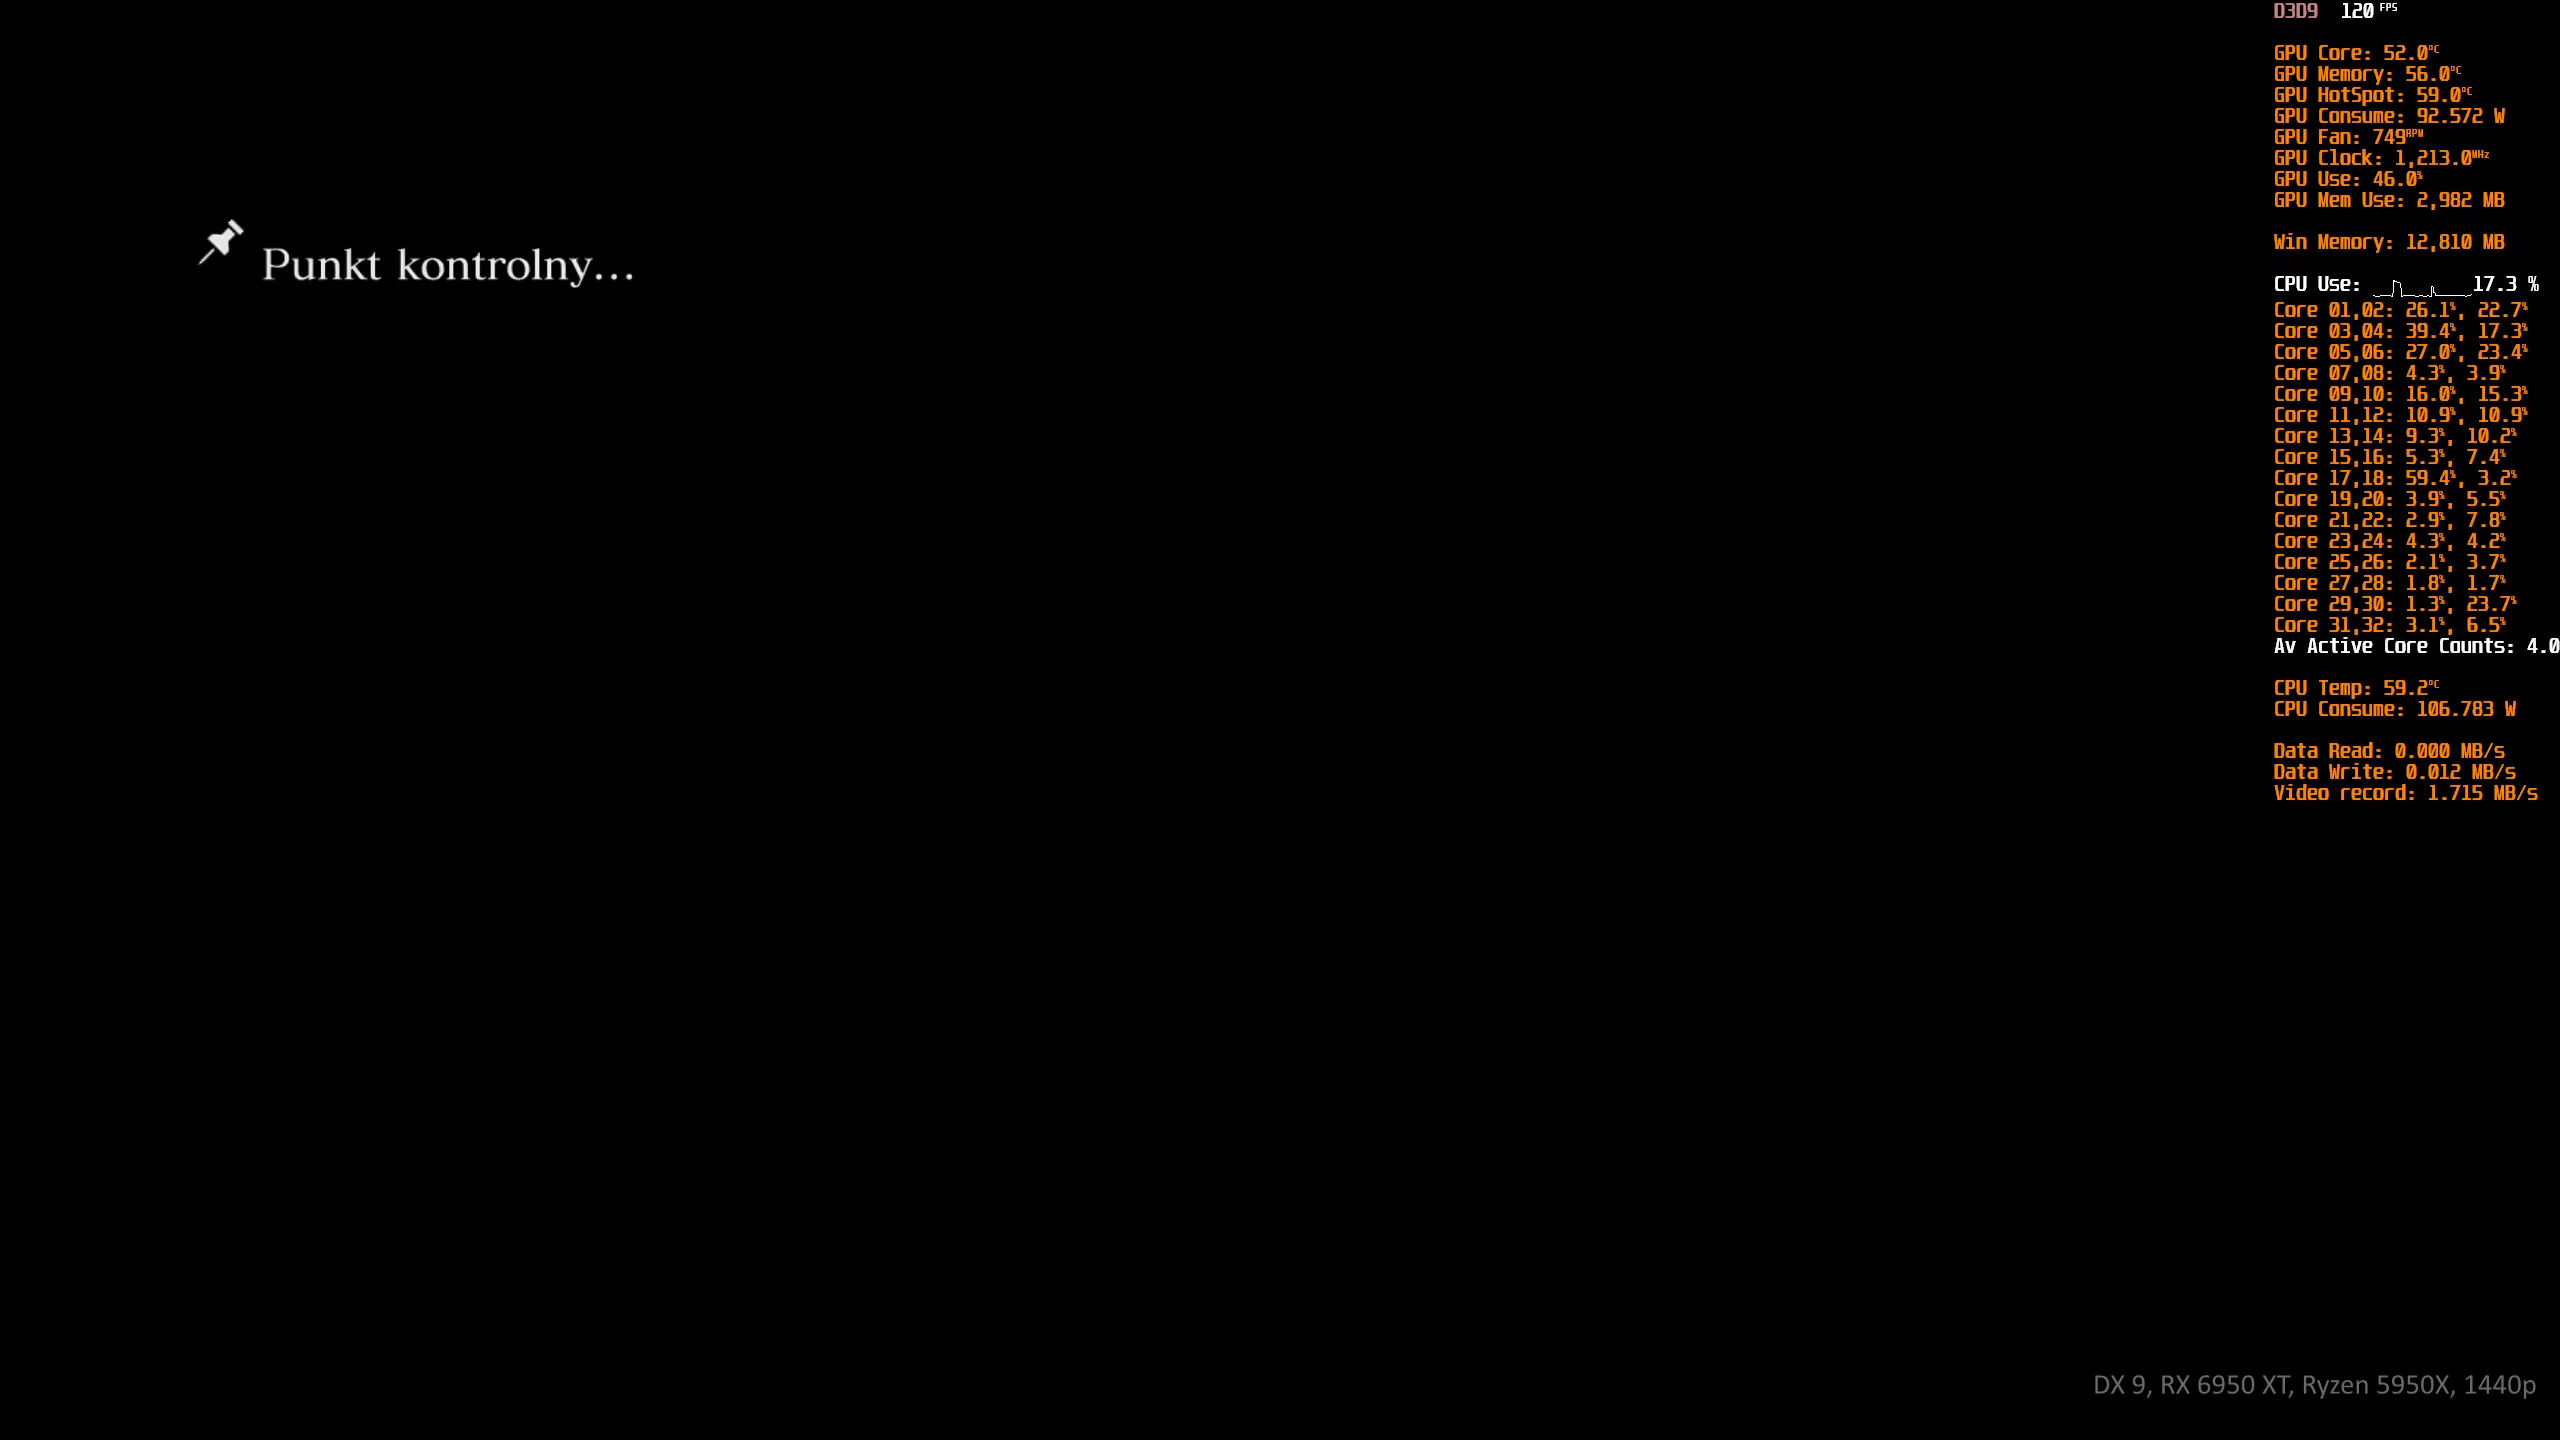 D3D9 120 FPS
GPU Core: 52.0°C
GPU Memory: 56.0°C
GPU HotSpot: 59.0°C
GPU Consume: 92.572 W
GPU Fan: 749RPM
GPU Clock: 1,213.0MHz
GPU Use: 46.0%
GPU Mem Use: 2,982 MB
Win Memory: 12,810 MB
Punkt kontrolny...
CPU Use: 17.3 %
Core 01,02: 26.1%, 22.7%
Core 03,04: 39.4%, 17.3%
Core 05,06: 27.0%, 23.4%
Core 07,08: 4.3%, 3.9%
Core 09,10: 16.0%, 15.3%
Core 11,12: 10.9%, 10.9%
Core 13,14: 9.3%, 10.2%
Core 15,16: 5.3%, 7.4%
Core 17,18: 59.4%, 3.2%
Core 19,20: 3.9%, 5.5%
Core 21,22: 2.9%, 7.8%
Core 23,24: 4.3%, 4.2%
Core 25,26: 2.1%, 3.7%
Core 27,28: 1.8%, 1.7%
Core 29,30: 1.3%, 23.7%
Core 31,32: 3.1%, 6.5%
Av Active Core Counts: 4.0
CPU Temp: 59.2°C
CPU Consume: 106.783 W
Data Read: 0.000 MB/s
Data Write: 0.012 MB/s
Video record: 1.715 MB/s
DX 9, RX 6950 XT, Ryzen 5950X, 1440p